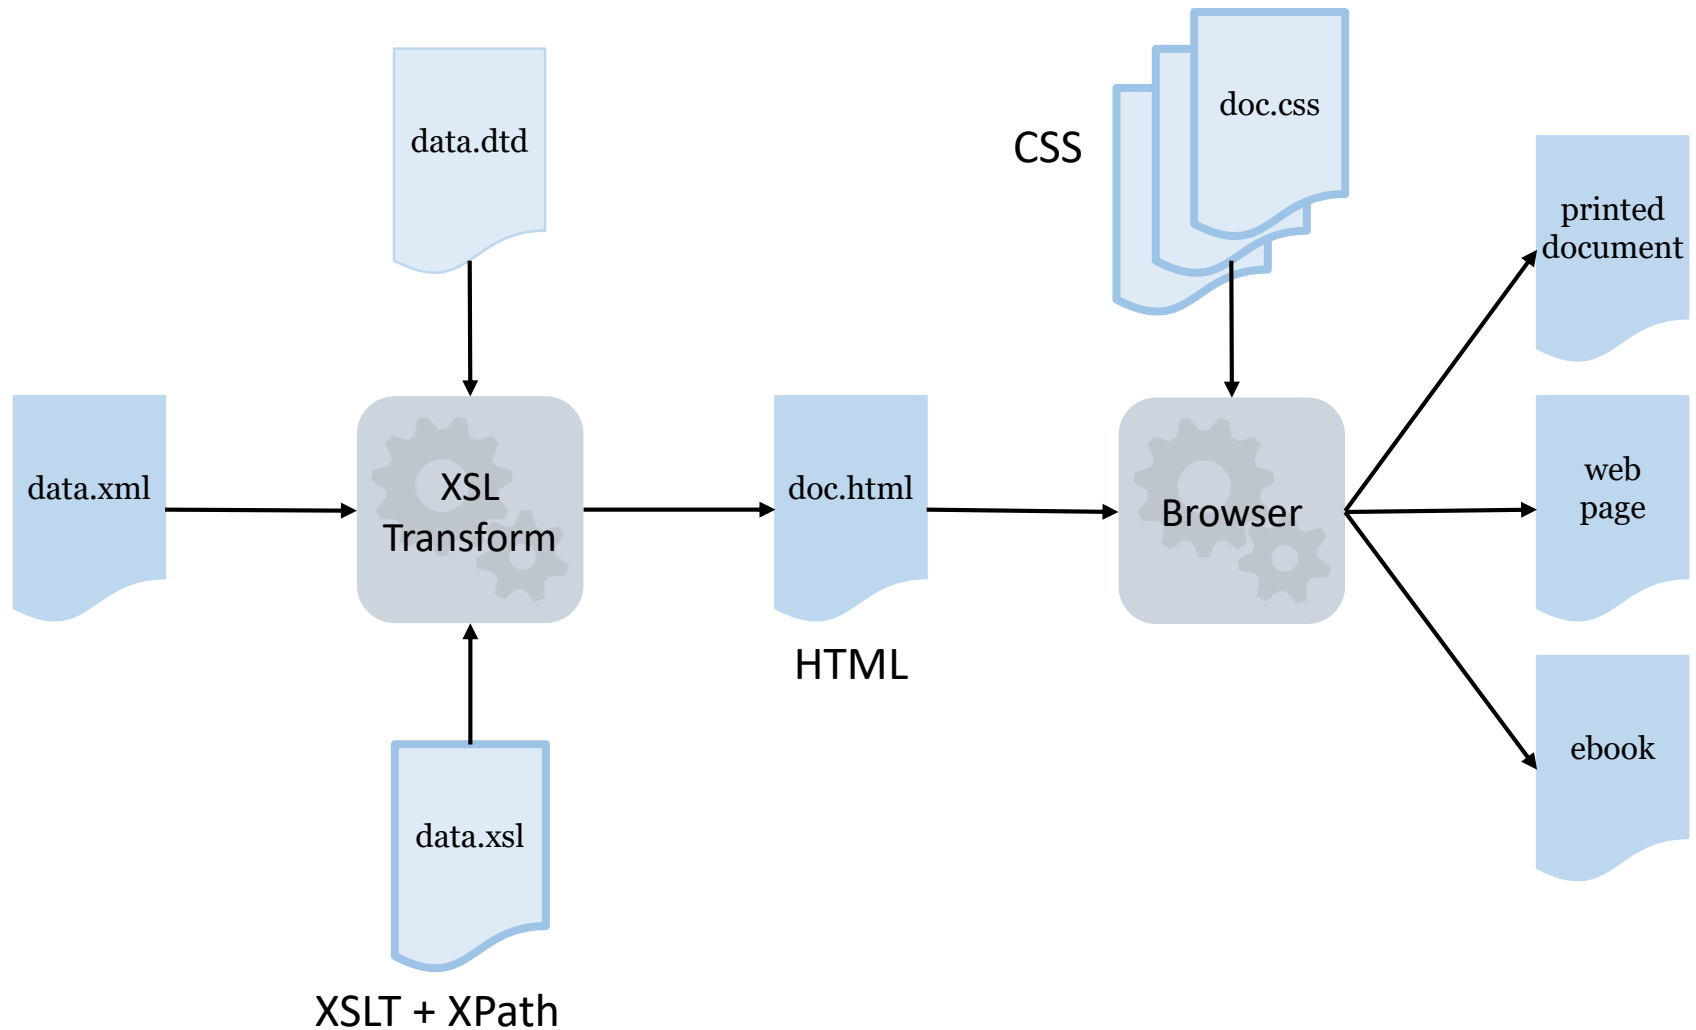 data.dtd
doc.css
CSS
printed
document
data.xml
XSL
Transform
doc.html
Browser
web
page
HTML
ebook
data.xsl
XSLT + XPath